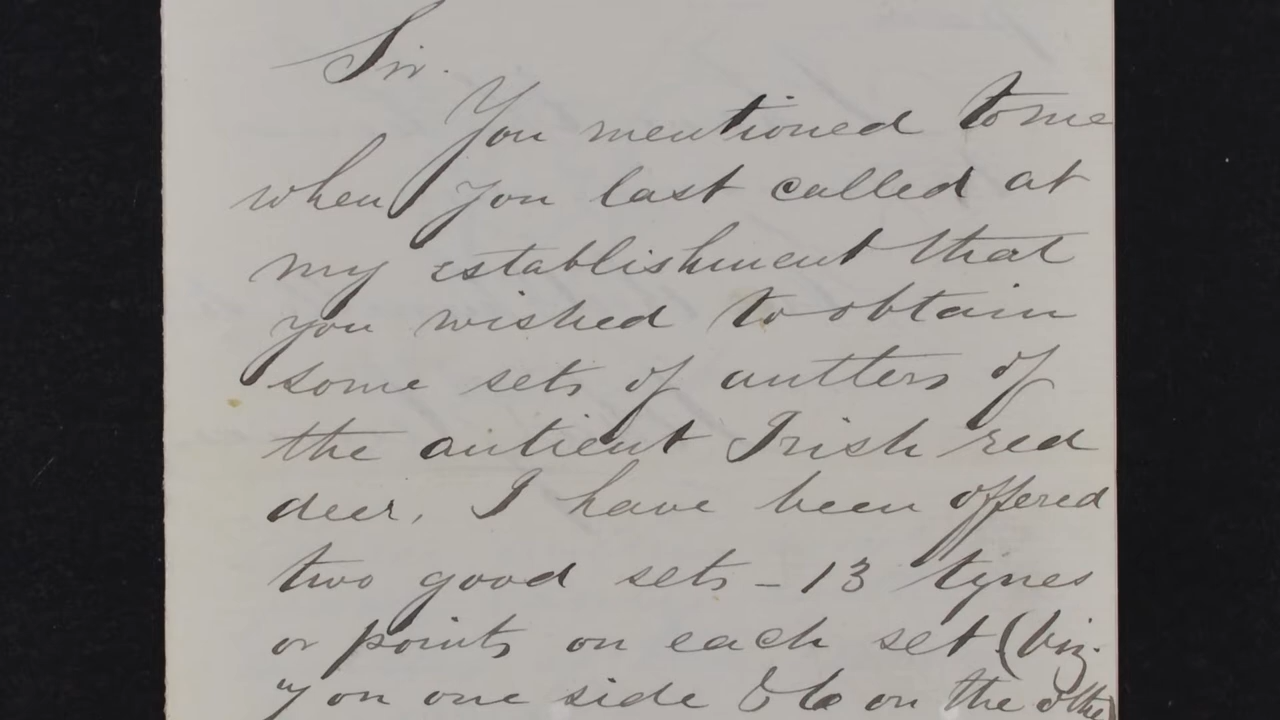 Sir.
You mentioned to me
when you last called at
my establishment that
you wished to obtain
some sets of antlers of
the antient Irish red
deer. I have been offered
two good sets – 13 tynes
or points on each set (viz.
7 on one side & 6 on the other)